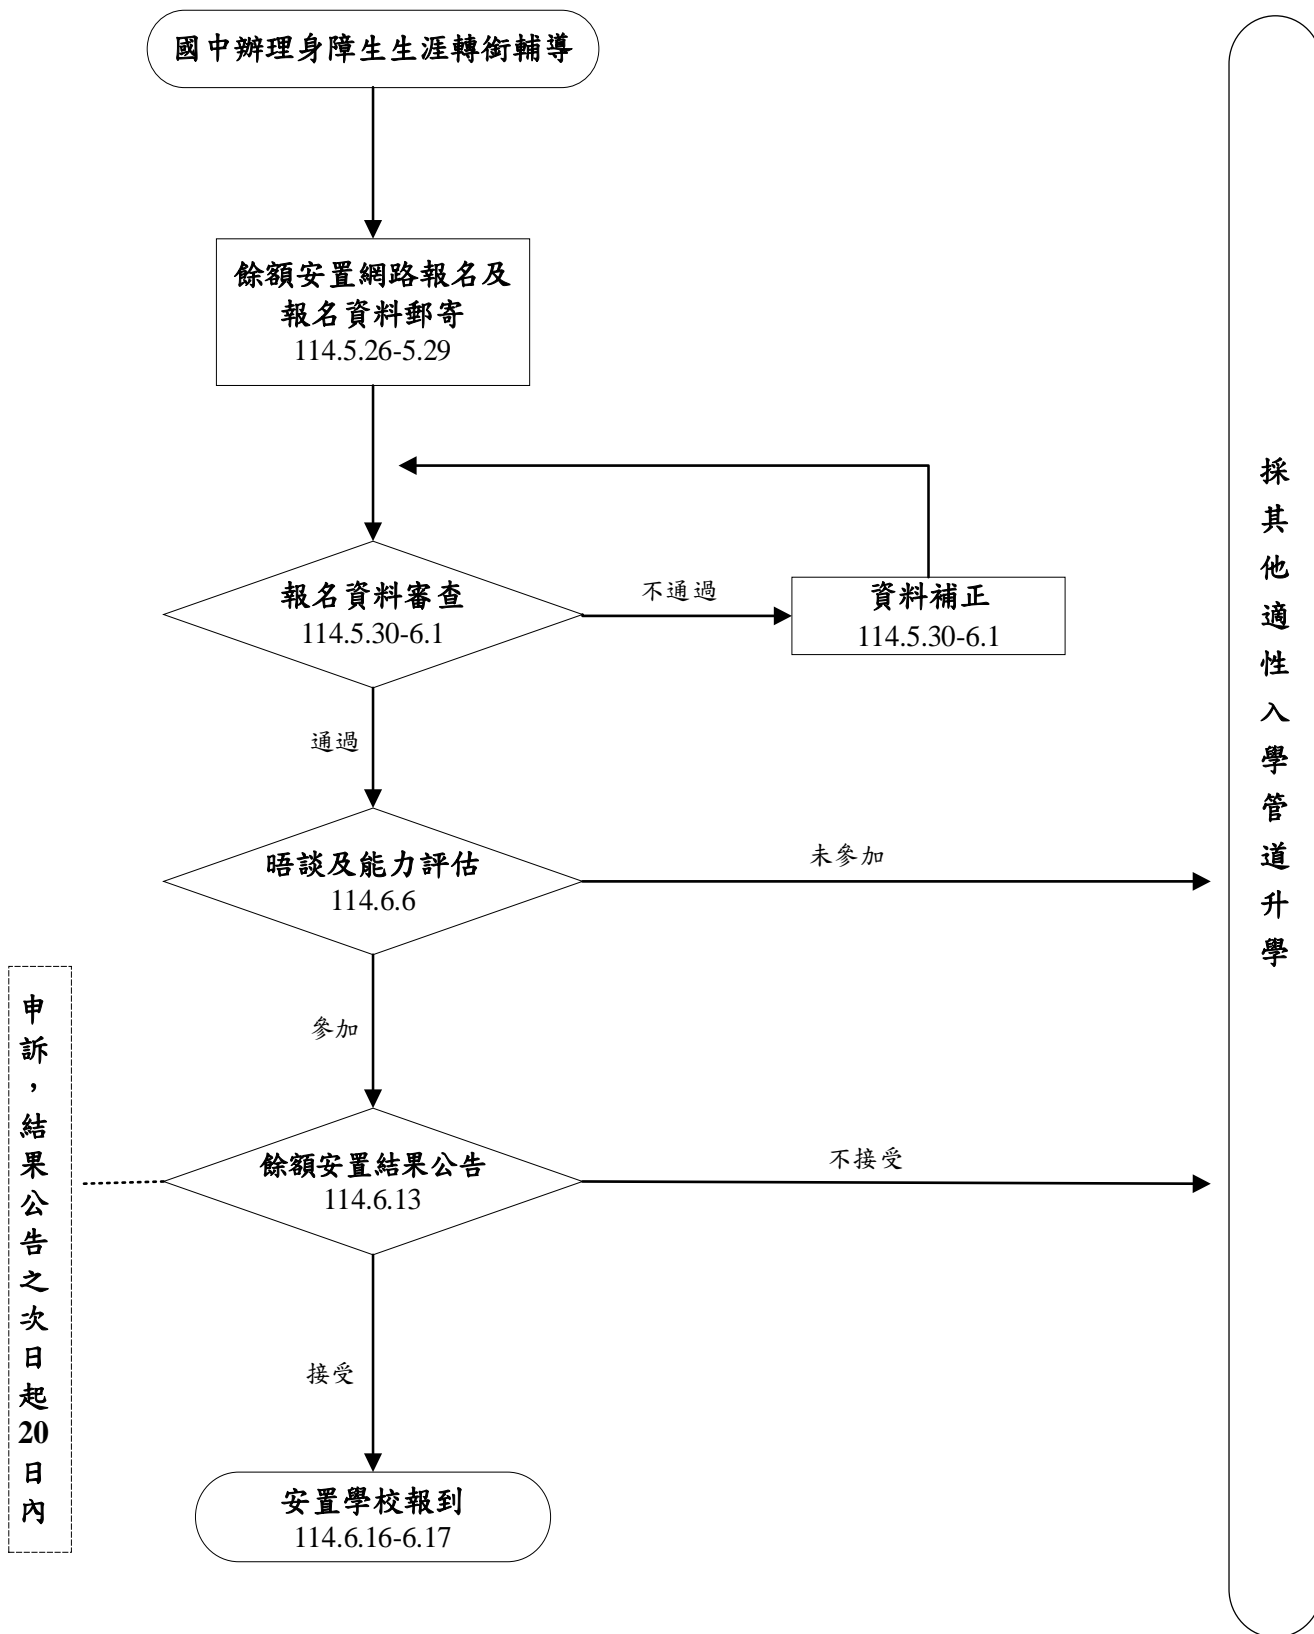 國中辦理身障生生涯轉銜輔導
餘額安置網路報名及
報名資料郵寄
114.5.26-5.29
報名資料審查
114.5.30-6.1
不通過
資料補正
114.5.30-6.1
通過
晤談及能力評估
114.6.6
未參加
參加
餘額安置結果公告
114.6.13
不接受
接受
安置學校報到
114.6.16-6.17
申訴，結果公告之次日起20日內
採其他適性入學管道升學